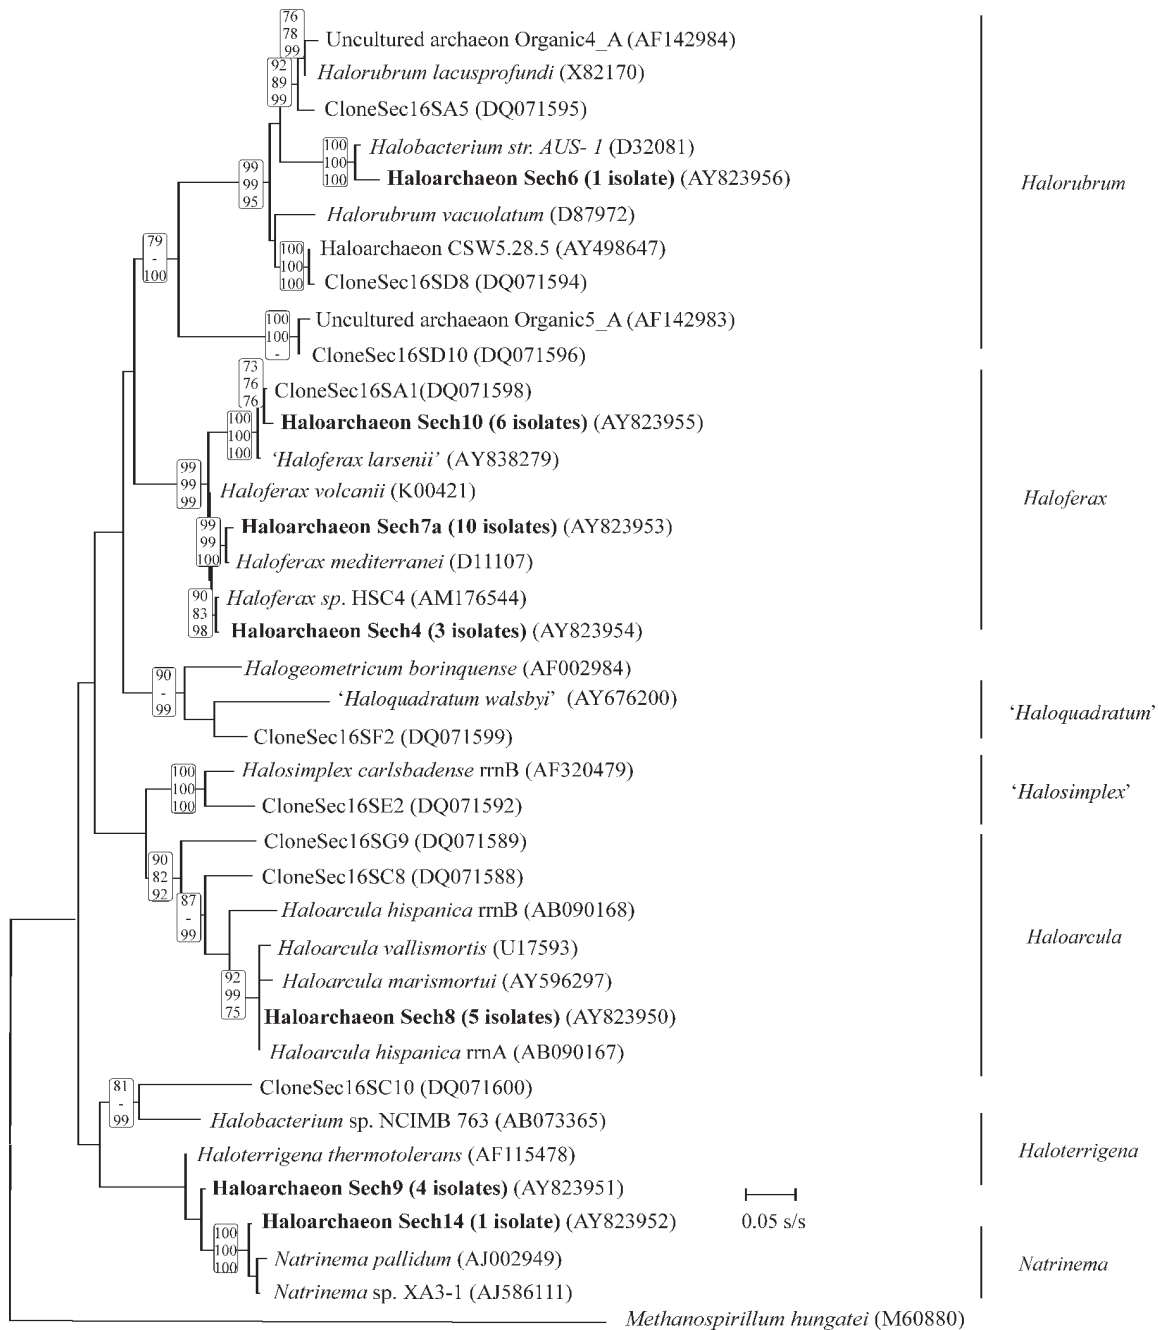 76
78
99
Uncultured archaeon Organic4_A (AF142984)
92
89
99
Halorubrum lacusprofundi (X82170)
CloneSec16SA5 (DQ071595)
100
100
100
Halobacterium str. AUS- 1 (D32081)
Haloarchaeon Sech6 (1 isolate) (AY823956)
99
99
95
Halorubrum
Halorubrum vacuolatum (D87972)
79
-
100
100
100
100
Haloarchaeon CSW5.28.5 (AY498647)
CloneSec16SD8 (DQ071594)
100
100
-
Uncultured archaeaon Organic5_A (AF142983)
CloneSec16SD10 (DQ071596)
73
76
76
CloneSec16SA1(DQ071598)
100
100
100
Haloarchaeon Sech10 (6 isolates) (AY823955)
‘Haloferax larsenii’ (AY838279)
99
99
99
Haloferax volcanii (K00421)
Haloferax
99
99
100
Haloarchaeon Sech7a (10 isolates) (AY823953)
Haloferax mediterranei (D11107)
90
83
98
Haloferax sp. HSC4 (AM176544)
Haloarchaeon Sech4 (3 isolates) (AY823954)
90
-
99
Halogeometricum borinquense (AF002984)
‘Haloquadratum walsbyi’ (AY676200)
‘Haloquadratum’
CloneSec16SF2 (DQ071599)
100
100
100
Halosimplex carlsbadense rrnB (AF320479)
‘Halosimplex’
CloneSec16SE2 (DQ071592)
CloneSec16SG9 (DQ071589)
90
82
92
CloneSec16SC8 (DQ071588)
87
-
99
Haloarcula hispanica rrnB (AB090168)
Haloarcula
Haloarcula vallismortis (U17593)
92
99
75
Haloarcula marismortui (AY596297)
Haloarchaeon Sech8 (5 isolates) (AY823950)
Haloarcula hispanica rrnA (AB090167)
81
-
99
CloneSec16SC10 (DQ071600)
Halobacterium sp. NCIMB 763 (AB073365)
Haloterrigena thermotolerans (AF115478)
Haloterrigena
Haloarchaeon Sech9 (4 isolates) (AY823951)
Haloarchaeon Sech14 (1 isolate) (AY823952)
0.05 s/s
100
100
100
Natrinema pallidum (AJ002949)
Natrinema
Natrinema sp. XA3-1 (AJ586111)
Methanospirillum hungatei (M60880)